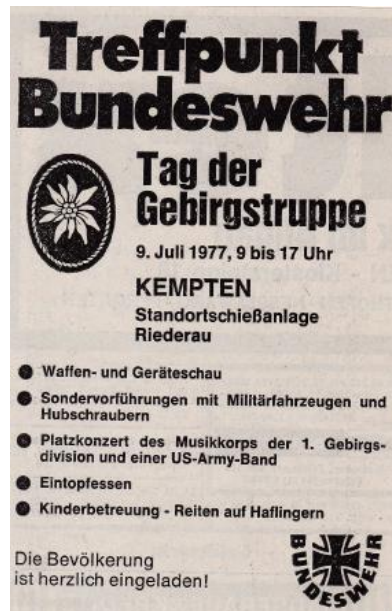 Treffpunkt
Bundeswehr
Tag der
Gebirgstruppe
9. Juli 1977, 9 bis 17 Uhr
KEMPTEN
Standortschießanlage
Riederau
● Waffen- und Geräteschau
● Sondervorführungen mit Militärfahrzeugen und
Hubschraubern
● Platzkonzert des Musikkorps der 1. Gebirgs-
division und einer US-Army-Band
● Eintopfessen
● Kinderbetreuung - Reiten auf Haflingern
Die Bevölkerung
ist herzlich eingeladen!
BUNDESWEHR